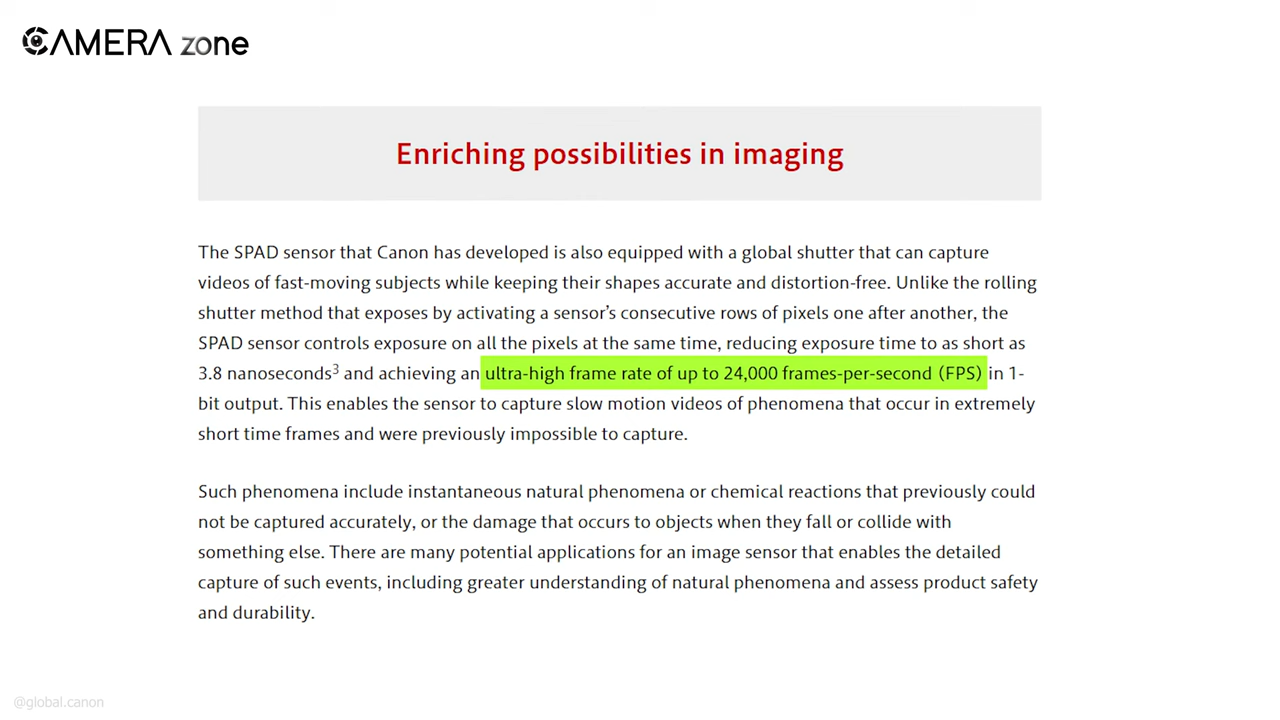 CAMERA zone
Enriching possibilities in imaging
The SPAD sensor that Canon has developed is also equipped with a global shutter that can capture
videos of fast-moving subjects while keeping their shapes accurate and distortion-free. Unlike the rolling
shutter method that exposes by activating a sensor’s consecutive rows of pixels one after another, the
SPAD sensor controls exposure on all the pixels at the same time, reducing exposure time to as short as
3.8 nanoseconds³ and achieving an ultra-high frame rate of up to 24,000 frames-per-second (FPS) in 1-
bit output. This enables the sensor to capture slow motion videos of phenomena that occur in extremely
short time frames and were previously impossible to capture.
Such phenomena include instantaneous natural phenomena or chemical reactions that previously could
not be captured accurately, or the damage that occurs to objects when they fall or collide with
something else. There are many potential applications for an image sensor that enables the detailed
capture of such events, including greater understanding of natural phenomena and assess product safety
and durability.
@global.canon